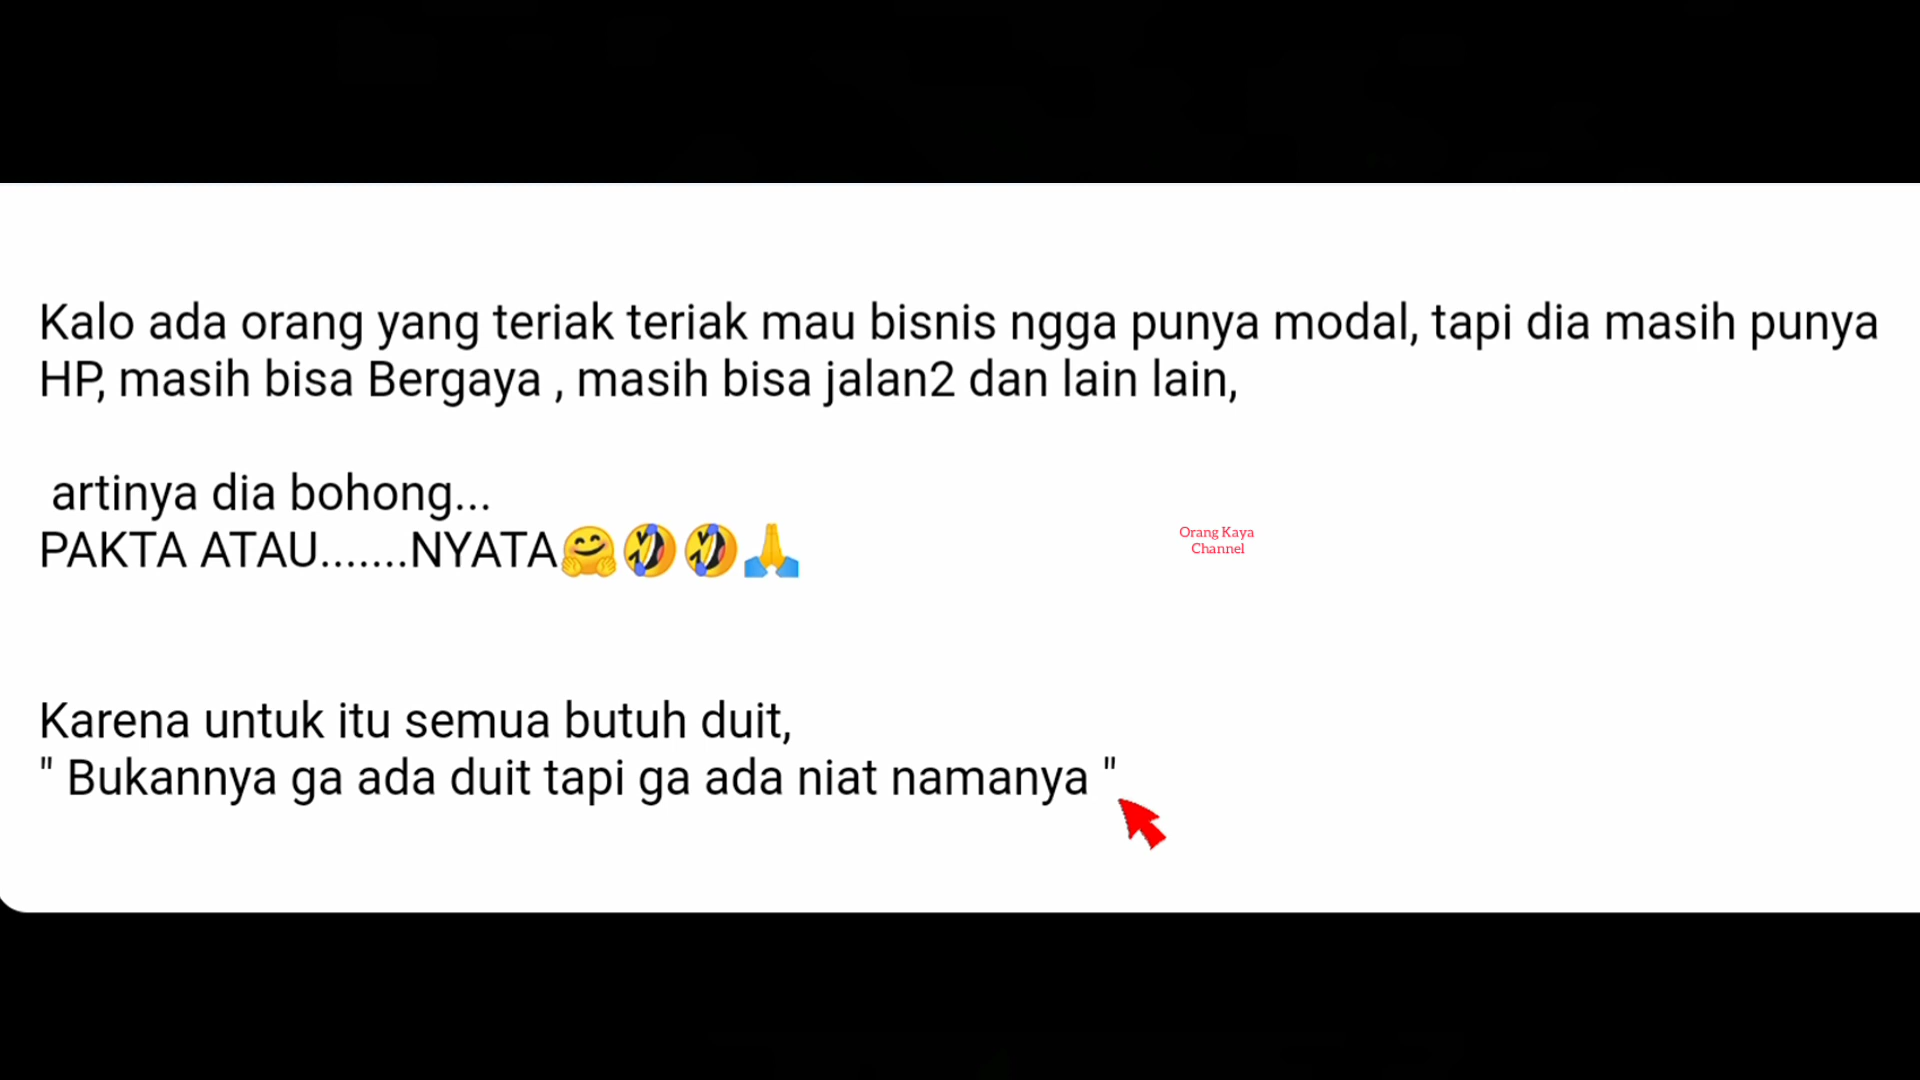 Kalo ada orang yang teriak teriak mau bisnis ngga punya modal, tapi dia masih punya
HP, masih bisa Bergaya , masih bisa jalan2 dan lain lain,
artinya dia bohong...
PAKTA ATAU.......NYATA🤗🤣🤣🙏
Orang Kaya
Channel
Karena untuk itu semua butuh duit,
" Bukannya ga ada duit tapi ga ada niat namanya "